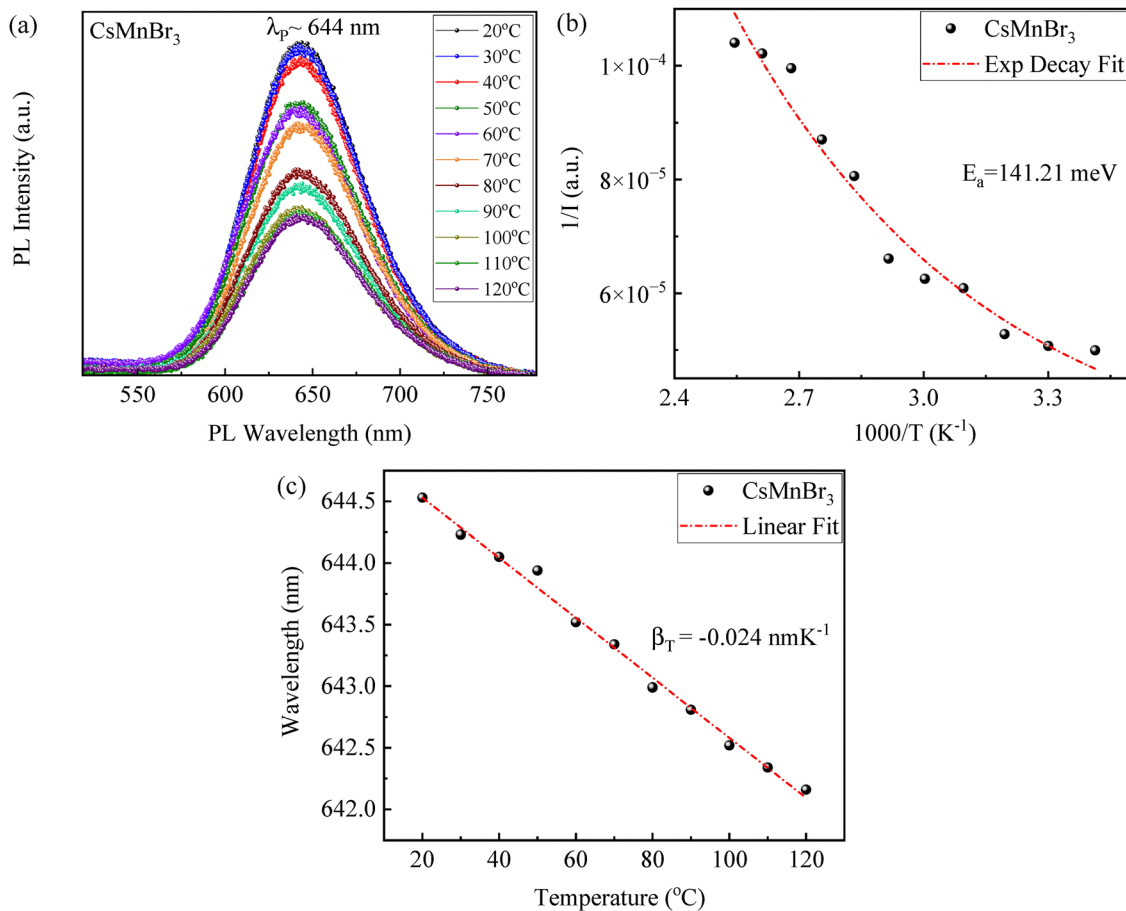 (a)
CsMnBr₃
λP~ 644 nm
20ºC
30ºC
40ºC
50ºC
60ºC
70ºC
80ºC
90ºC
100ºC
110ºC
120ºC
PL Intensity (a.u.)
550
600
650
700
750
PL Wavelength (nm)
(b)
CsMnBr₃
Exp Decay Fit
Eₐ=141.21 meV
1/I (a.u.)
1×10⁻⁴
8×10⁻⁵
6×10⁻⁵
2.4
2.7
3.0
3.3
1000/T (K⁻¹)
(c)
CsMnBr₃
Linear Fit
βT = -0.024 nmK⁻¹
Wavelength (nm)
644.5
644.0
643.5
643.0
642.5
642.0
20
40
60
80
100
120
Temperature (ºC)